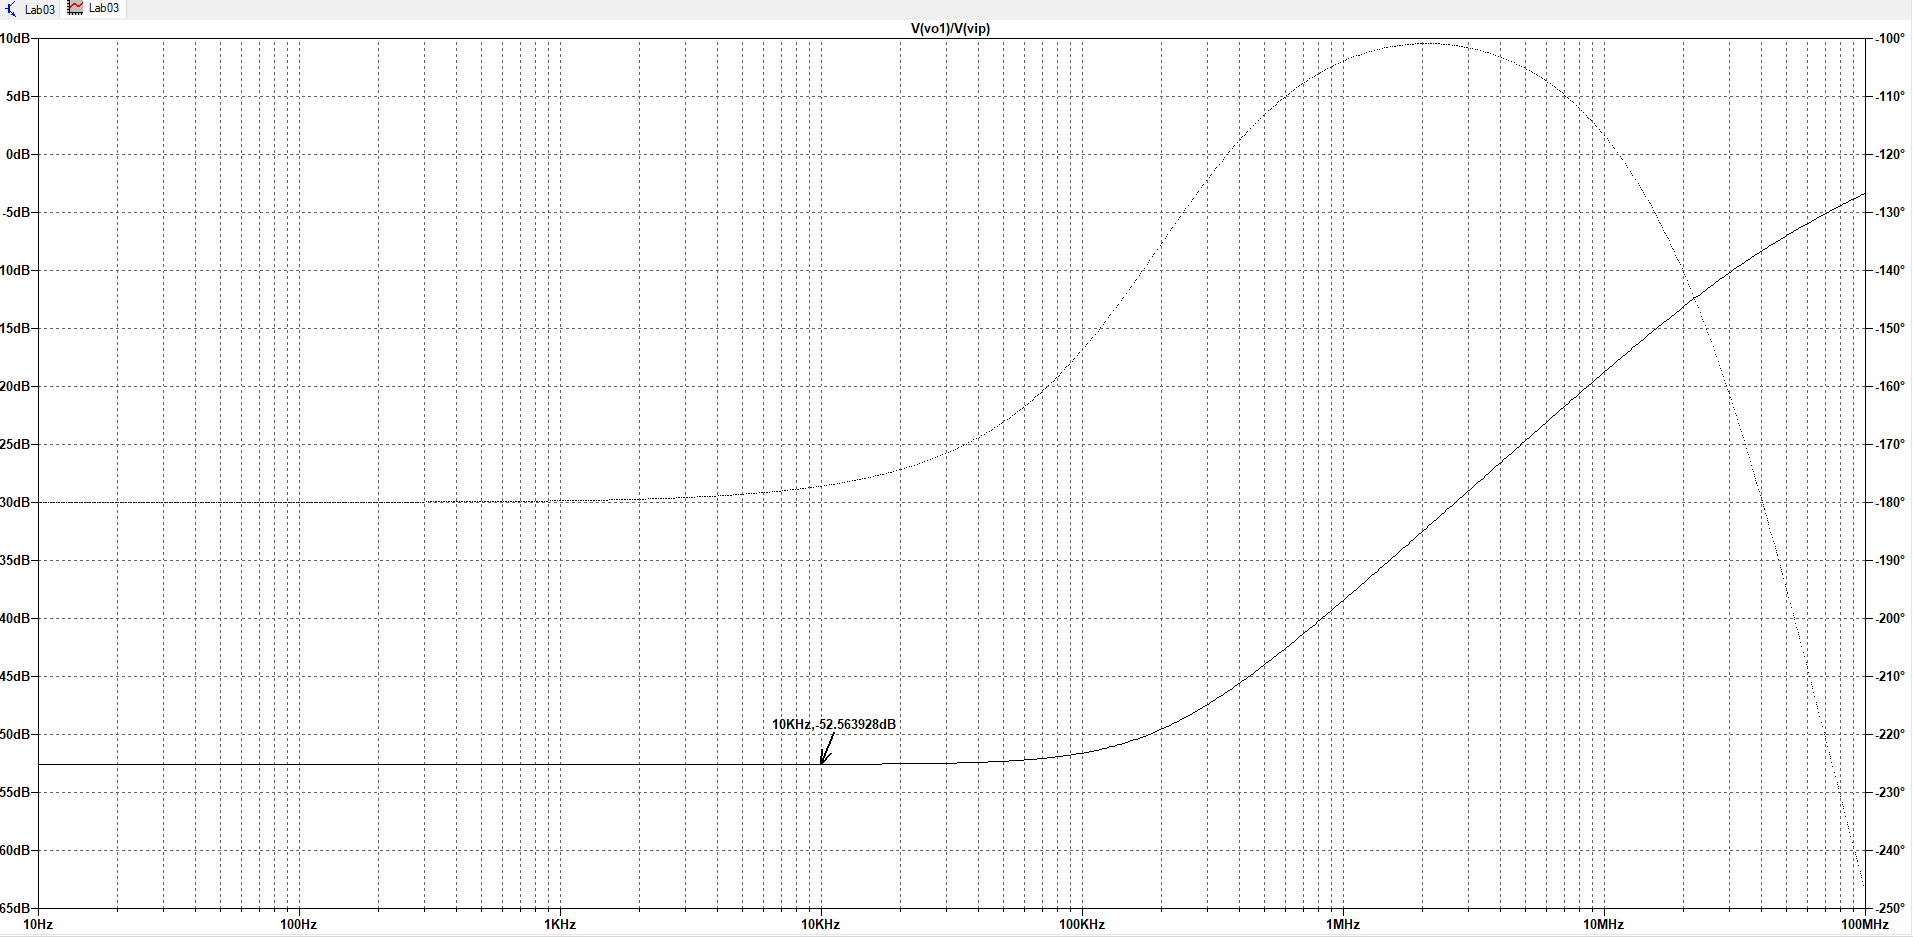 Lab03 Lab03
V(vo1)/V(vip)
10dB -100°
5dB -110°
0dB -120°
-5dB -130°
10dB -140°
15dB -150°
20dB -160°
25dB -170°
30dB -180°
35dB -190°
40dB -200°
45dB -210°
50dB -220°
55dB -230°
60dB -240°
65dB -250°
10KHz,-52.563928dB
10Hz 100Hz 1KHz 10KHz 100KHz 1MHz 10MHz 100MHz